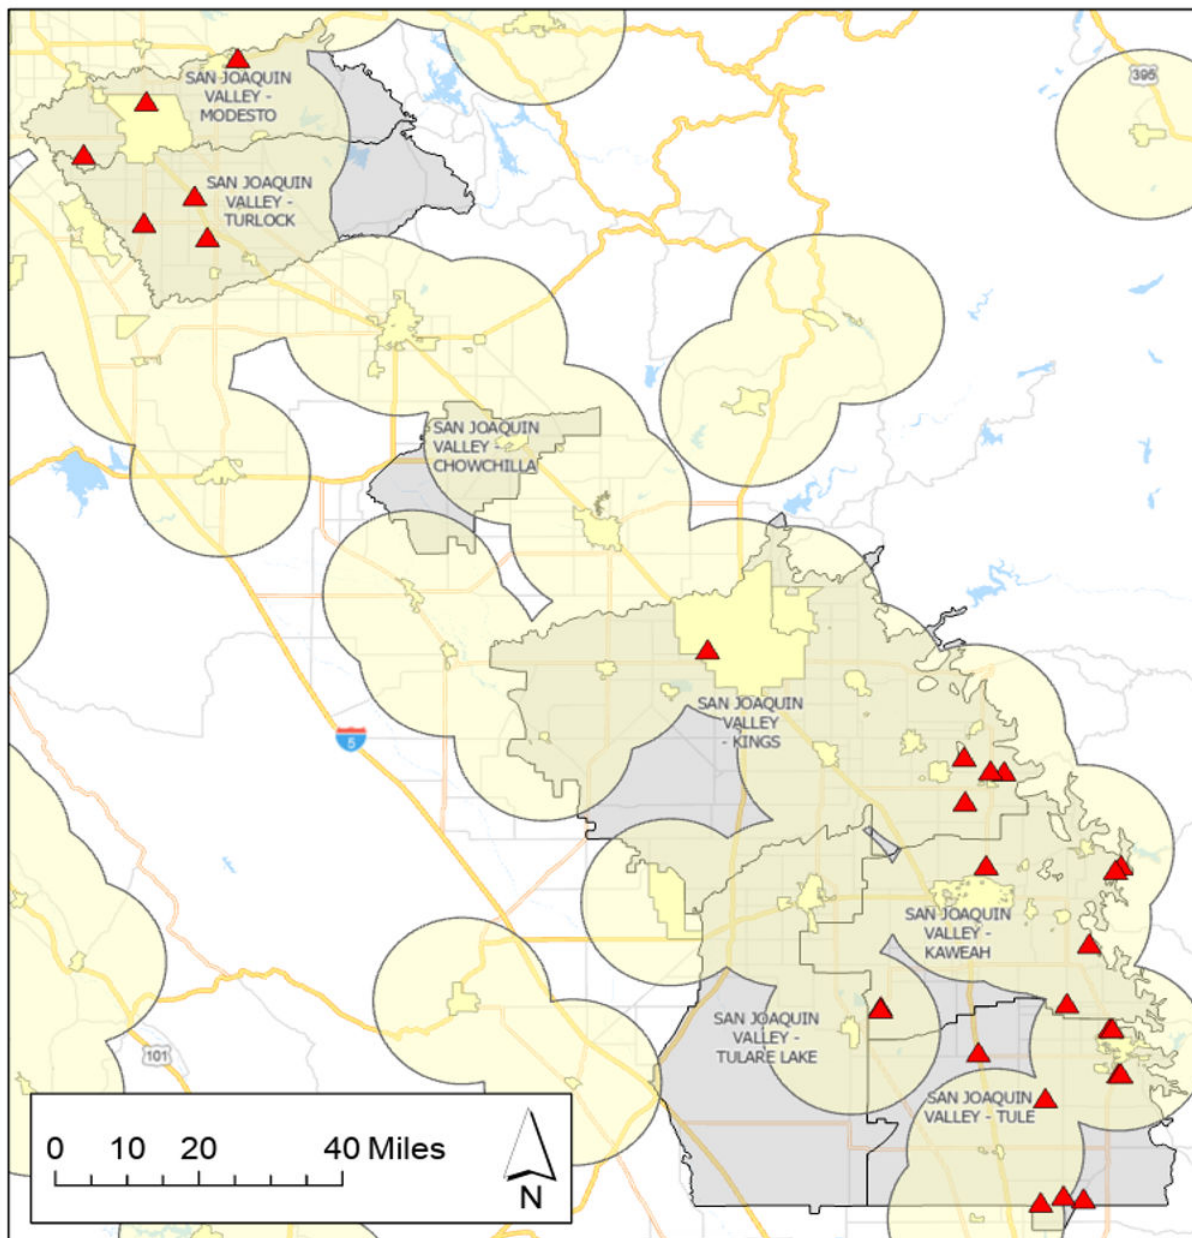 395
SAN JOAQUIN
VALLEY -
MODESTO
SAN JOAQUIN
VALLEY -
TURLOCK
SAN JOAQUIN
VALLEY -
CHOWCHILLA
SAN JOAQUIN
VALLEY
- KINGS
5
SAN JOAQUIN
VALLEY -
KAWEAH
SAN JOAQUIN
VALLEY -
TULARE LAKE
101
SAN JOAQUIN
VALLEY - TULE
0 10 20 40 Miles
N